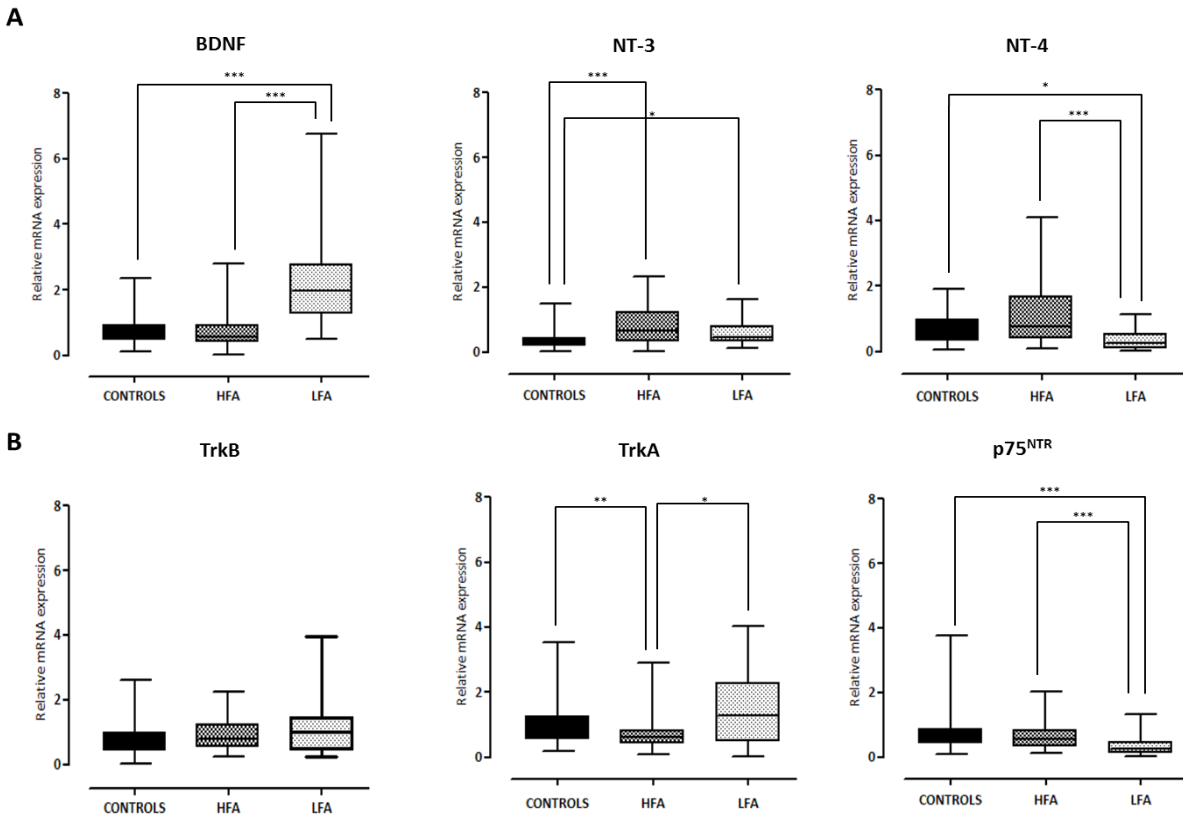 A
BDNF
Relative mRNA expression
8
6
4
2
0
***
***
CONTROLS HFA LFA
NT-3
Relative mRNA expression
8
6
4
2
0
***
*
CONTROLS HFA LFA
NT-4
Relative mRNA expression
8
6
4
2
0
*
***
CONTROLS HFA LFA
B
TrkB
Relative mRNA expression
8
6
4
2
0
CONTROLS HFA LFA
TrkA
Relative mRNA expression
8
6
4
2
0
**
*
CONTROLS HFA LFA
p75NTR
Relative mRNA expression
8
6
4
2
0
***
***
CONTROLS HFA LFA